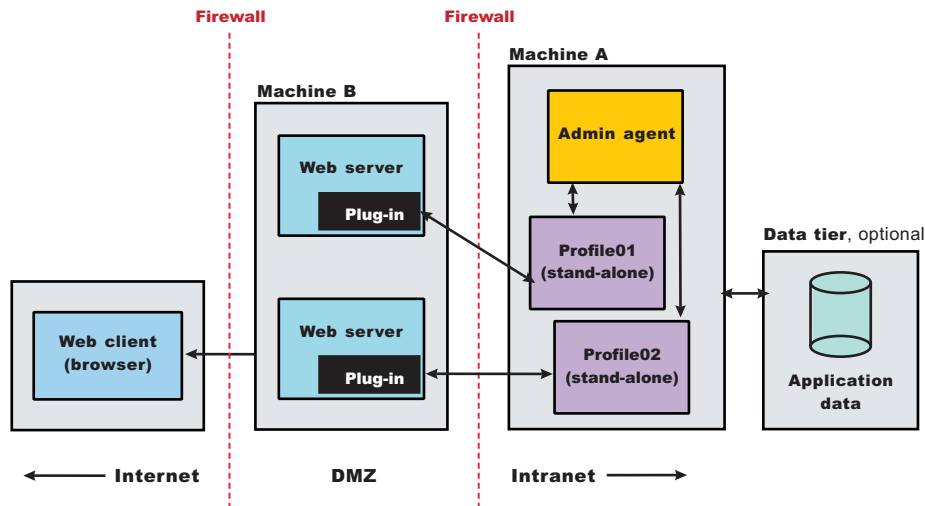 Firewall
Firewall
Machine A
Machine B
Admin agent
Web server
Plug-in
Profile01
(stand-alone)
Data tier, optional
Web server
Plug-in
Web client
(browser)
Profile02
(stand-alone)
Application
data
Internet
DMZ
Intranet